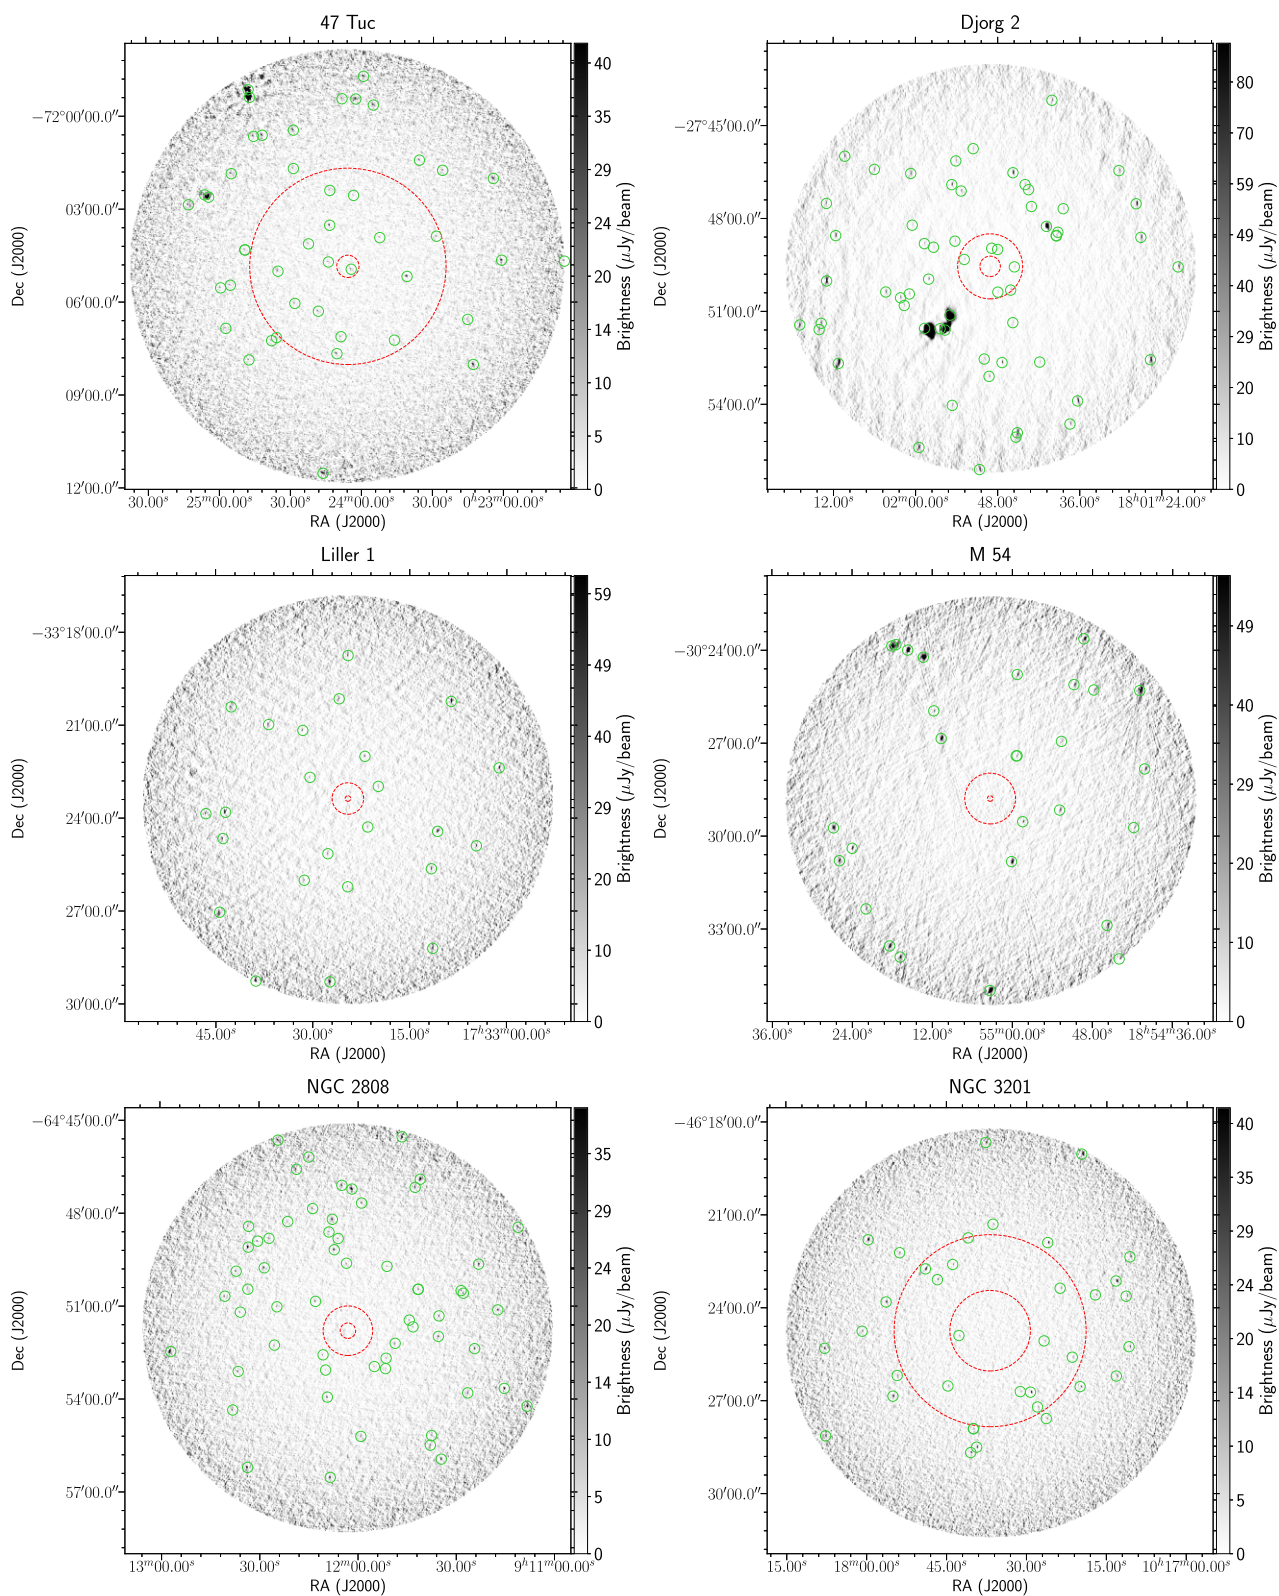 47 Tuc
Djorg 2
−72°00′00.0″
03′00.0″
06′00.0″
09′00.0″
12′00.0″
Dec (J2000)
30.00ˢ 25ᵐ00.00ˢ 30.00ˢ 24ᵐ00.00ˢ 30.00ˢ 0ʰ23ᵐ00.00ˢ
RA (J2000)
40
35
29
24
20
14
10
5
0
Brightness (μJy/beam)
−27°45′00.0″
48′00.0″
51′00.0″
54′00.0″
Dec (J2000)
12.00ˢ 02ᵐ00.00ˢ 48.00ˢ 36.00ˢ 18ʰ01ᵐ24.00ˢ
RA (J2000)
80
70
59
49
40
29
20
10
0
Brightness (μJy/beam)
Liller 1
M 54
−33°18′00.0″
21′00.0″
24′00.0″
27′00.0″
30′00.0″
Dec (J2000)
45.00ˢ 30.00ˢ 15.00ˢ 17ʰ33ᵐ00.00ˢ
RA (J2000)
59
49
40
29
20
10
0
Brightness (μJy/beam)
−30°24′00.0″
27′00.0″
30′00.0″
33′00.0″
Dec (J2000)
36.00ˢ 24.00ˢ 12.00ˢ 55ᵐ00.00ˢ 48.00ˢ 18ʰ54ᵐ36.00ˢ
RA (J2000)
49
40
29
20
10
0
Brightness (μJy/beam)
NGC 2808
NGC 3201
−64°45′00.0″
48′00.0″
51′00.0″
54′00.0″
57′00.0″
Dec (J2000)
13ᵐ00.00ˢ 30.00ˢ 12ᵐ00.00ˢ 30.00ˢ 9ʰ11ᵐ00.00ˢ
RA (J2000)
35
29
24
20
14
10
5
0
Brightness (μJy/beam)
−46°18′00.0″
21′00.0″
24′00.0″
27′00.0″
30′00.0″
Dec (J2000)
15.00ˢ 18ᵐ00.00ˢ 45.00ˢ 30.00ˢ 15.00ˢ 10ʰ17ᵐ00.00ˢ
RA (J2000)
40
35
29
24
20
14
10
5
0
Brightness (μJy/beam)